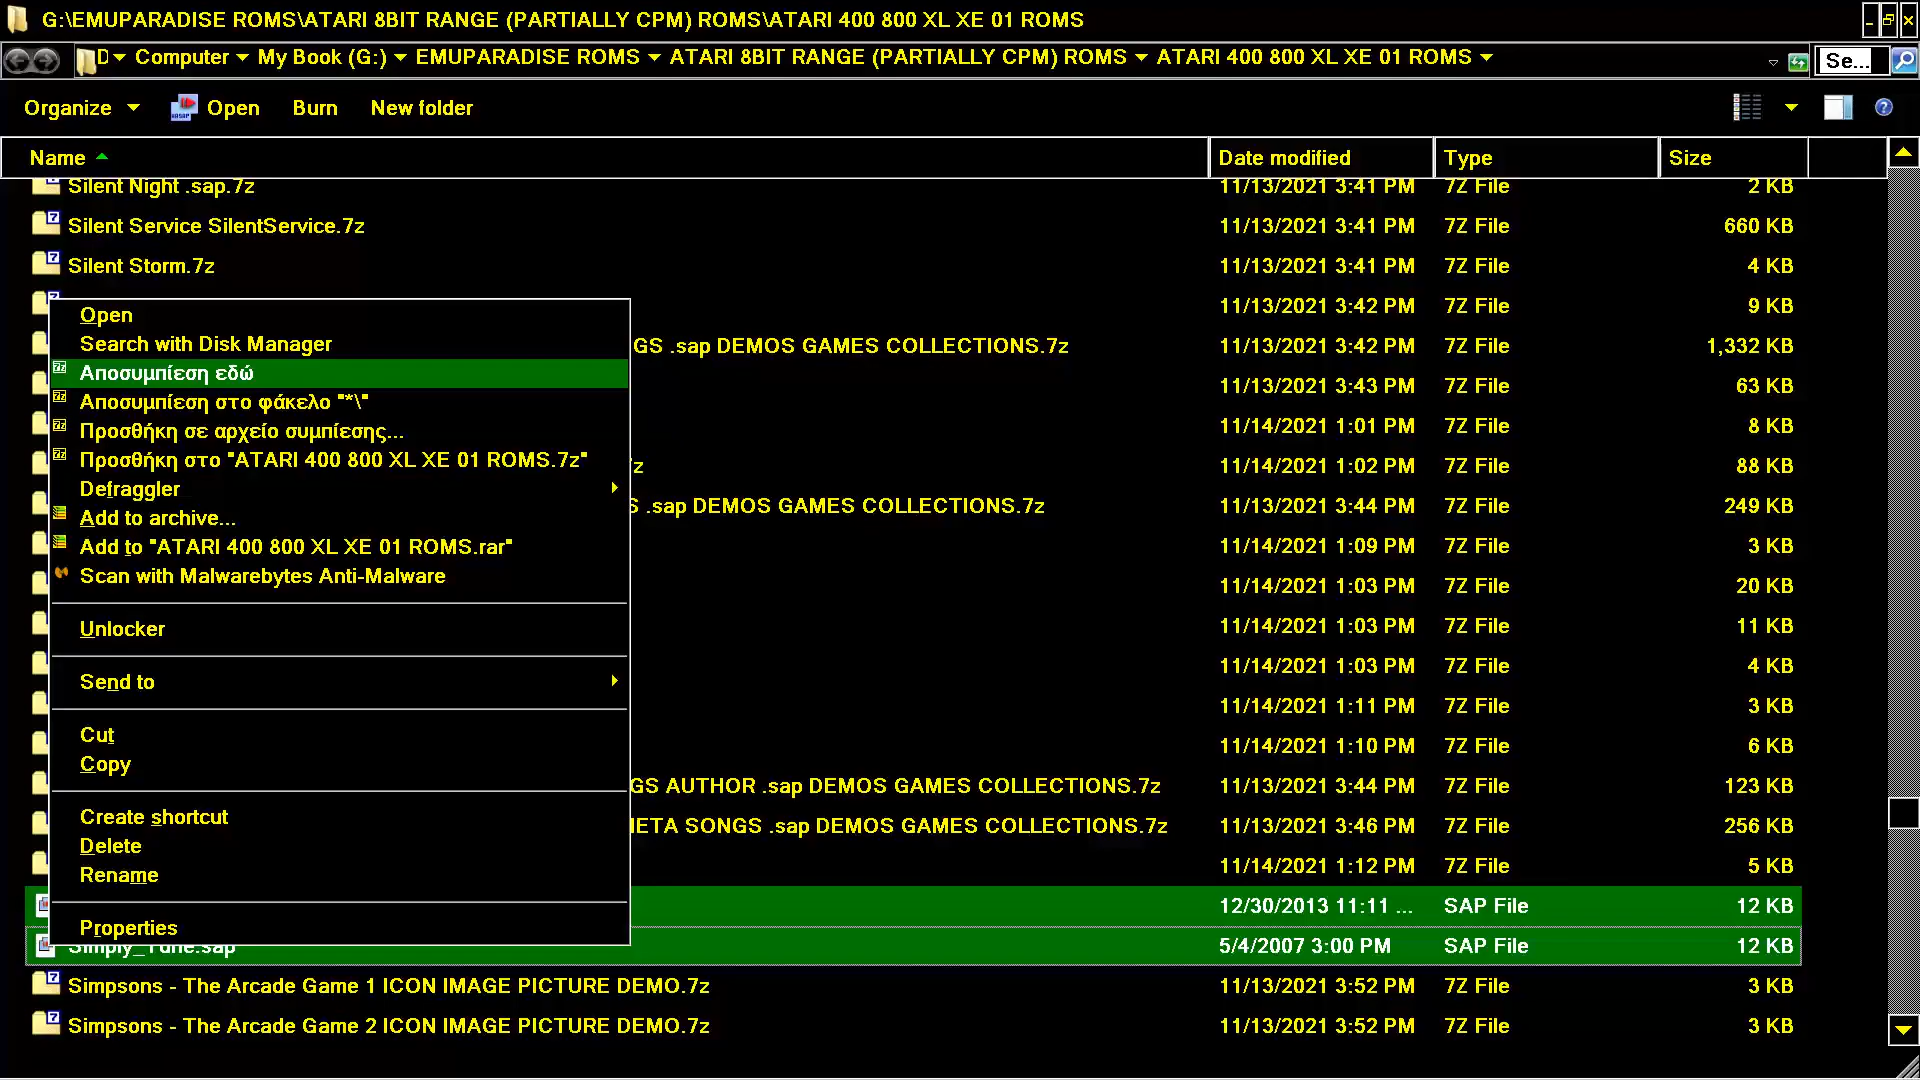 G:\EMUPARADISE ROMS\ATARI 8BIT RANGE (PARTIALLY CPM) ROMS\ATARI 400 800 XL XE 01 ROMS
D Computer My Book (G:) EMUPARADISE ROMS ATARI 8BIT RANGE (PARTIALLY CPM) ROMS ATARI 400 800 XL XE 01 ROMS Se...
Organize Open Burn New folder
Name Date modified Type Size
Silent Night .sap.7z 11/13/2021 3:41 PM 7Z File 2 KB
Silent Service SilentService.7z 11/13/2021 3:41 PM 7Z File 660 KB
Silent Storm.7z 11/13/2021 3:41 PM 7Z File 4 KB
11/13/2021 3:42 PM 7Z File 9 KB
Open
Search with Disk Manager
GS .sap DEMOS GAMES COLLECTIONS.7z 11/13/2021 3:42 PM 7Z File 1,332 KB
Αποσυμπίεση εδώ
11/13/2021 3:43 PM 7Z File 63 KB
Αποσυμπίεση στο φάκελο "*\"
Προσθήκη σε αρχείο συμπίεσης...
11/14/2021 1:01 PM 7Z File 8 KB
Προσθήκη στο "ATARI 400 800 XL XE 01 ROMS.7z"
'z 11/14/2021 1:02 PM 7Z File 88 KB
Defraggler
S .sap DEMOS GAMES COLLECTIONS.7z 11/13/2021 3:44 PM 7Z File 249 KB
Add to archive...
Add to "ATARI 400 800 XL XE 01 ROMS.rar"
11/14/2021 1:09 PM 7Z File 3 KB
Scan with Malwarebytes Anti-Malware
11/14/2021 1:03 PM 7Z File 20 KB
Unlocker
11/14/2021 1:03 PM 7Z File 11 KB
11/14/2021 1:03 PM 7Z File 4 KB
Send to
11/14/2021 1:11 PM 7Z File 3 KB
Cut
11/14/2021 1:10 PM 7Z File 6 KB
Copy
GS AUTHOR .sap DEMOS GAMES COLLECTIONS.7z 11/13/2021 3:44 PM 7Z File 123 KB
Create shortcut
META SONGS .sap DEMOS GAMES COLLECTIONS.7z 11/13/2021 3:46 PM 7Z File 256 KB
Delete
11/14/2021 1:12 PM 7Z File 5 KB
Rename
12/30/2013 11:11 ... SAP File 12 KB
Properties
Simply_Tune.sap 5/4/2007 3:00 PM SAP File 12 KB
Simpsons - The Arcade Game 1 ICON IMAGE PICTURE DEMO.7z 11/13/2021 3:52 PM 7Z File 3 KB
Simpsons - The Arcade Game 2 ICON IMAGE PICTURE DEMO.7z 11/13/2021 3:52 PM 7Z File 3 KB